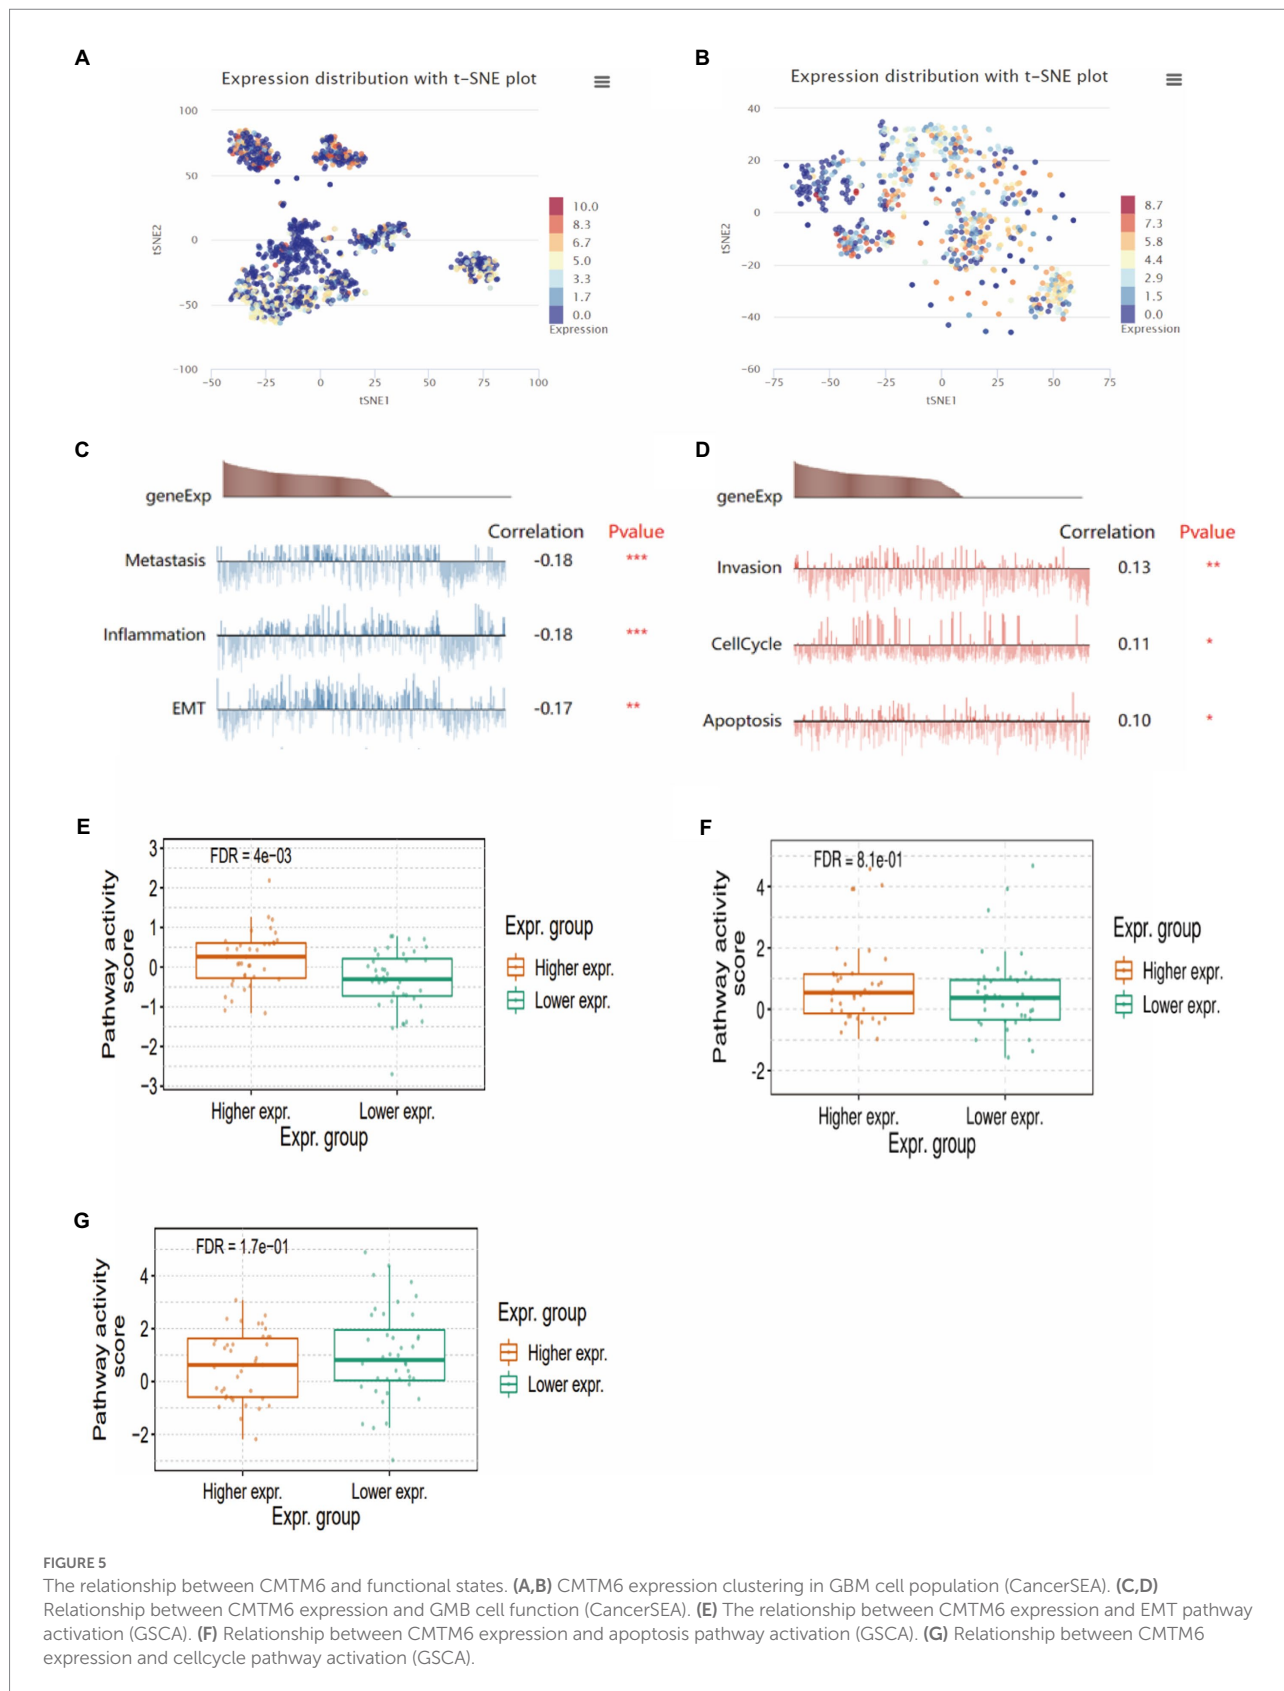 A
Expression distribution with t-SNE plot
100
50
0
-50
-100
tSNE2
-50
-25
0
25
50
75
100
tSNE1
10.0
8.3
6.7
5.0
3.3
1.7
0.0
Expression
B
Expression distribution with t-SNE plot
40
20
0
-20
-40
-60
tSNE2
-75
-50
-25
0
25
50
75
tSNE1
8.7
7.3
5.8
4.4
2.9
1.5
0.0
Expression
C
geneExp
Correlation Pvalue
Metastasis -0.18 ***
Inflammation -0.18 ***
EMT -0.17 **
D
geneExp
Correlation Pvalue
Invasion 0.13 **
CellCycle 0.11 *
Apoptosis 0.10 *
E
FDR = 4e-03
3
2
1
0
-1
-2
-3
Pathway activity
score
Higher expr. Lower expr.
Expr. group
Expr. group
Higher expr.
Lower expr.
F
FDR = 8.1e-01
4
2
0
-2
Pathway activity
score
Higher expr. Lower expr.
Expr. group
Expr. group
Higher expr.
Lower expr.
G
FDR = 1.7e-01
4
2
0
-2
Pathway activity
score
Higher expr. Lower expr.
Expr. group
Expr. group
Higher expr.
Lower expr.
FIGURE 5
The relationship between CMTM6 and functional states. (A,B) CMTM6 expression clustering in GBM cell population (CancerSEA). (C,D)
Relationship between CMTM6 expression and GMB cell function (CancerSEA). (E) The relationship between CMTM6 expression and EMT pathway
activation (GSCA). (F) Relationship between CMTM6 expression and apoptosis pathway activation (GSCA). (G) Relationship between CMTM6
expression and cellcycle pathway activation (GSCA).